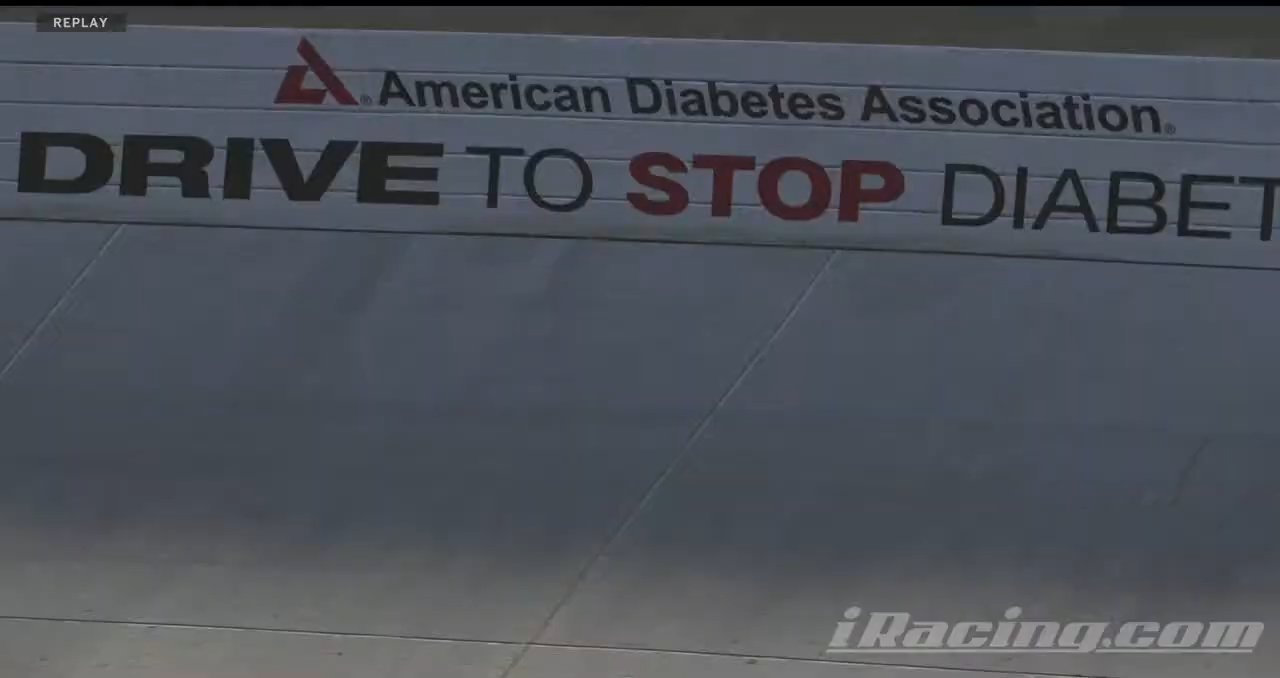 REPLAY
American Diabetes Association®
DRIVE TO STOP DIABET
iRacing.com